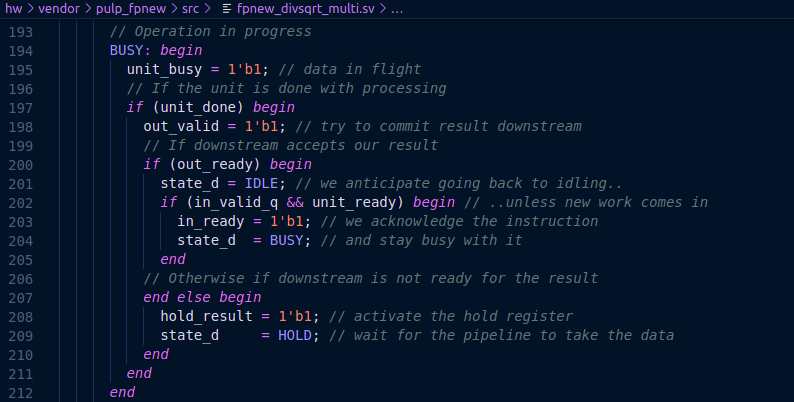 hw > vendor > pulp_fpnew > src > fpnew_divsqrt_multi.sv > ...
193 // Operation in progress
194 BUSY: begin
195 unit_busy = 1'b1; // data in flight
196 // If the unit is done with processing
197 if (unit_done) begin
198 out_valid = 1'b1; // try to commit result downstream
199 // If downstream accepts our result
200 if (out_ready) begin
201 state_d = IDLE; // we anticipate going back to idling..
202 if (in_valid_q && unit_ready) begin // ..unless new work comes in
203 in_ready = 1'b1; // we acknowledge the instruction
204 state_d  = BUSY; // and stay busy with it
205 end
206 // Otherwise if downstream is not ready for the result
207 end else begin
208 hold_result = 1'b1; // activate the hold register
209 state_d     = HOLD; // wait for the pipeline to take the data
210 end
211 end
212 end